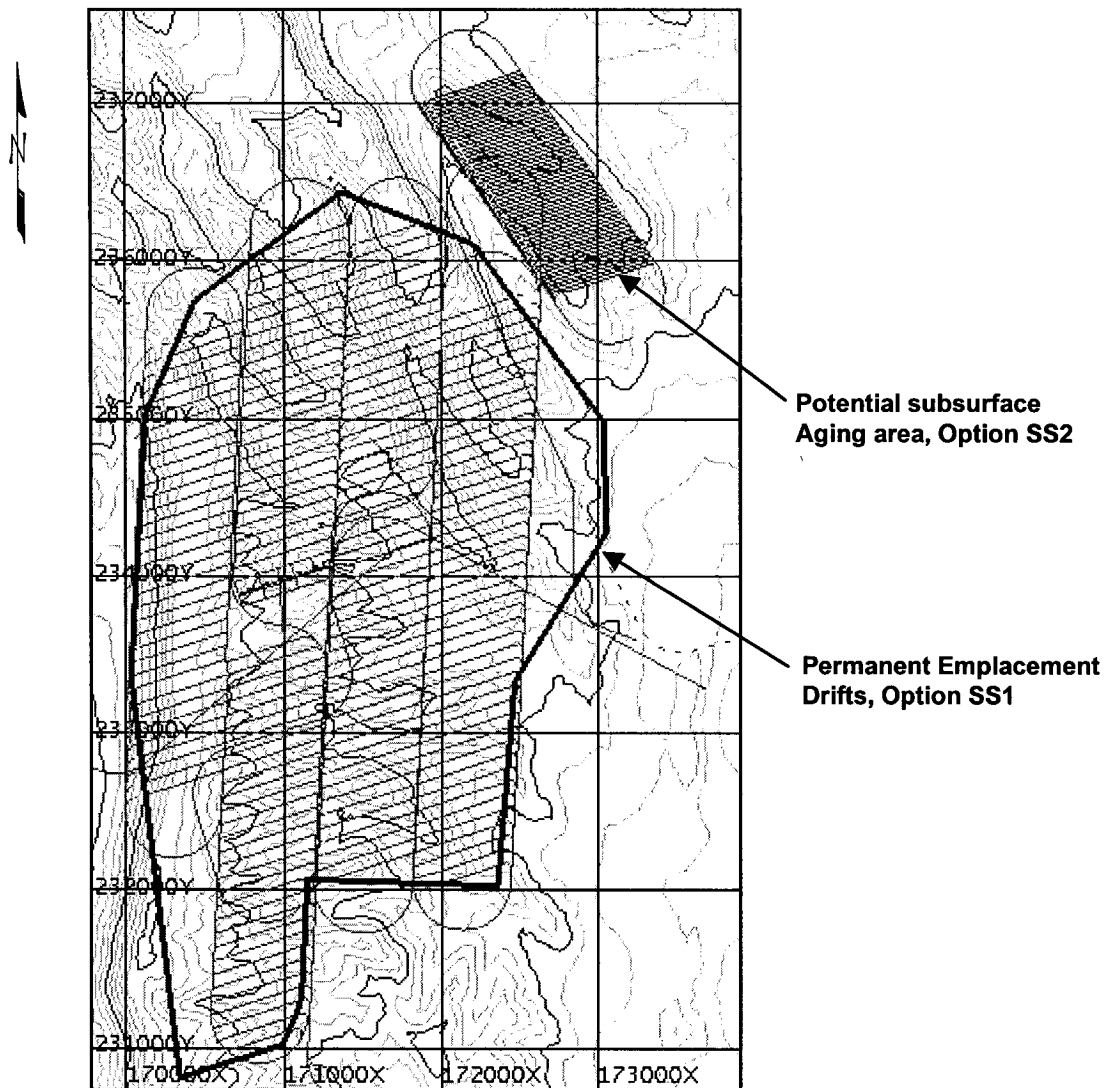 N
237000Y
236000Y
235000Y
Potential subsurface
Aging area, Option SS2
234000Y
Permanent Emplacement
Drifts, Option SS1
233000Y
232000Y
231000Y
170000X 171000X 172000X 173000X